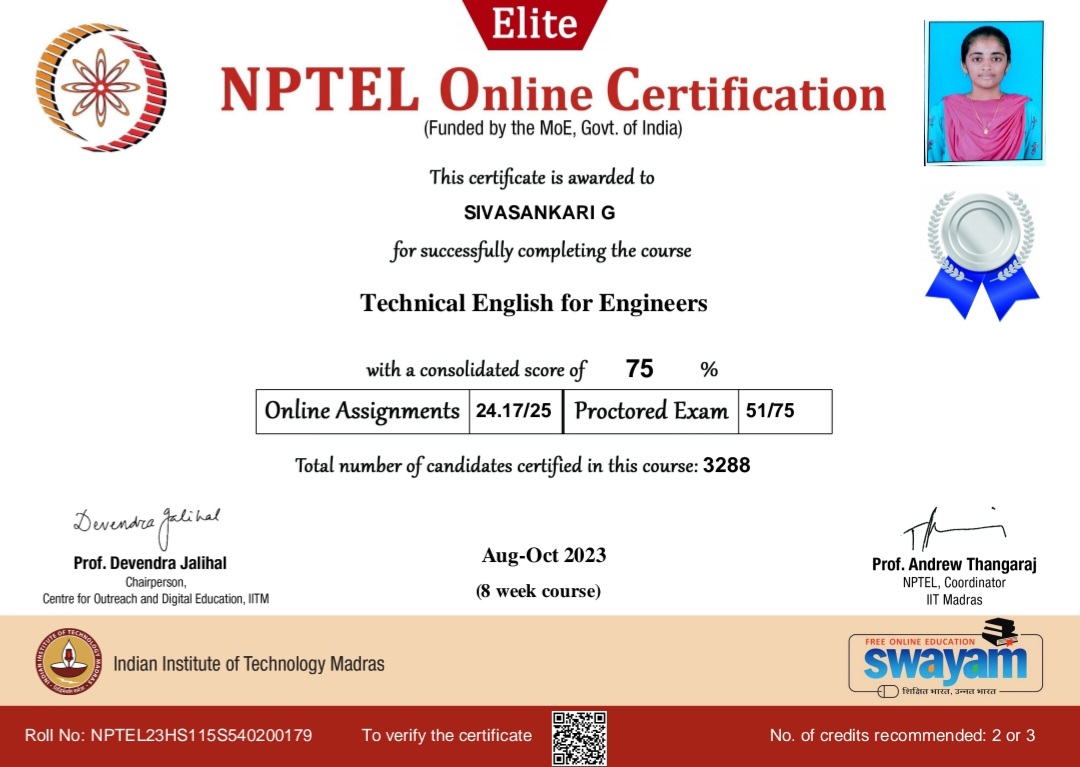 Elite
NPTEL Online Certification
(Funded by the MoE, Govt. of India)
This certificate is awarded to
SIVASANKARI G
for successfully completing the course
Technical English for Engineers
with a consolidated score of 75 %
Online Assignments 24.17/25 Proctored Exam 51/75
Total number of candidates certified in this course: 3288
Devendra Jalihal
Prof. Devendra Jalihal
Chairperson,
Centre for Outreach and Digital Education, IITM
Aug-Oct 2023
(8 week course)
Prof. Andrew Thangaraj
NPTEL, Coordinator
IIT Madras
INDIAN INSTITUTE OF TECHNOLOGY MADRAS
Indian Institute of Technology Madras
FREE ONLINE EDUCATION
swayam
शिक्षित भारत, उन्नत भारत
Roll No: NPTEL23HS115S540200179 To verify the certificate No. of credits recommended: 2 or 3